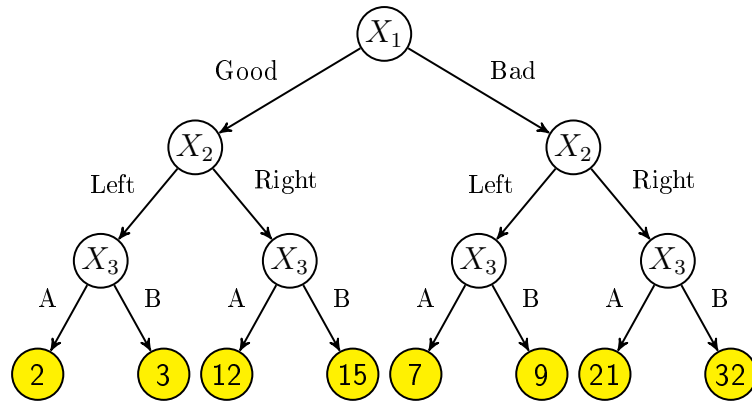 X₁
Good Bad
X₂ X₂
Left Right Left Right
X₃ X₃ X₃ X₃
A B A B A B A B
2 3 12 15 7 9 21 32